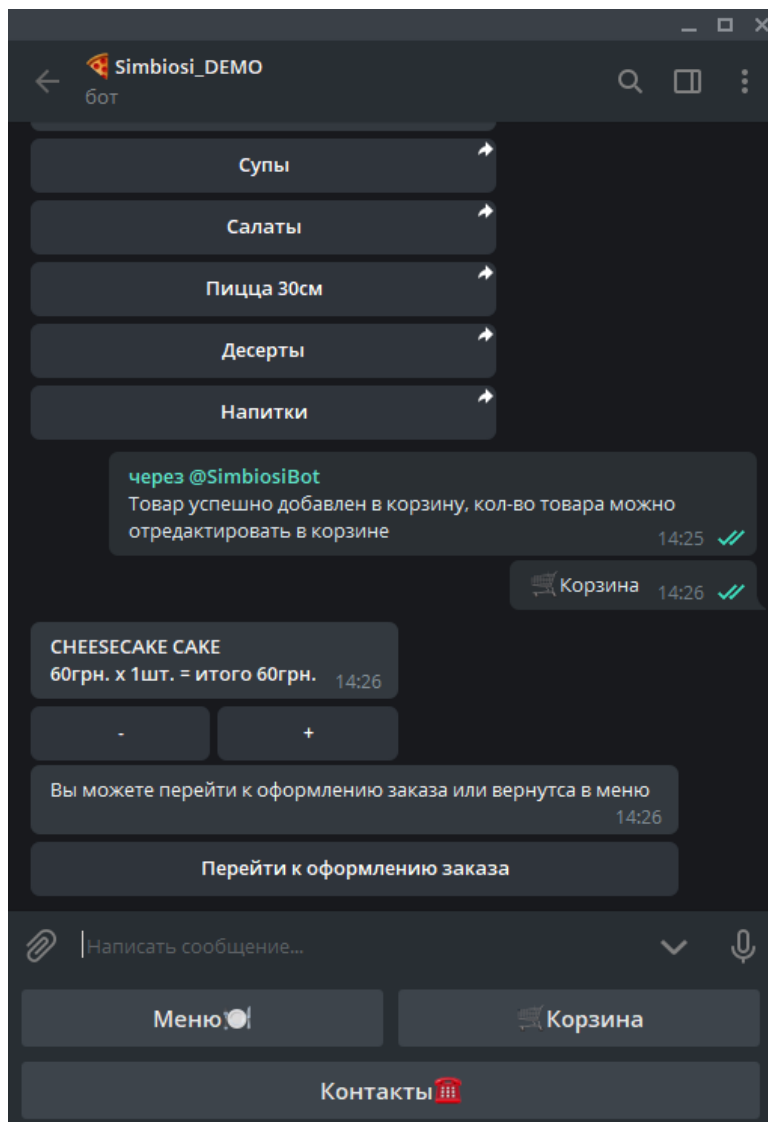 Simbiosi_DEMO
бот
Супы
Салаты
Пицца 30см
Десерты
Напитки
через @SimbiosiBot
Товар успешно добавлен в корзину, кол-во товара можно
отредактировать в корзине
14:25
Корзина 14:26
CHEESECAKE CAKE
60грн. x 1шт. = итого 60грн. 14:26
- +
Вы можете перейти к оформлению заказа или вернутса в меню
14:26
Перейти к оформлению заказа
Написать сообщение...
Меню Корзина
Контакты